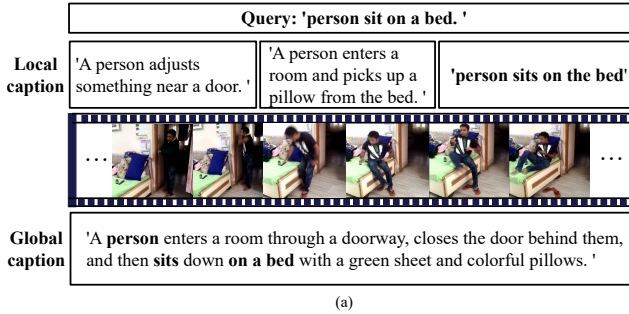 Query: 'person sit on a bed. '
Local
caption
'A person adjusts
something near a door. '
'A person enters a
room and picks up a
pillow from the bed. '
'person sits on the bed'
...
...
Global
caption
'A person enters a room through a doorway, closes the door behind them,
and then sits down on a bed with a green sheet and colorful pillows. '
(a)